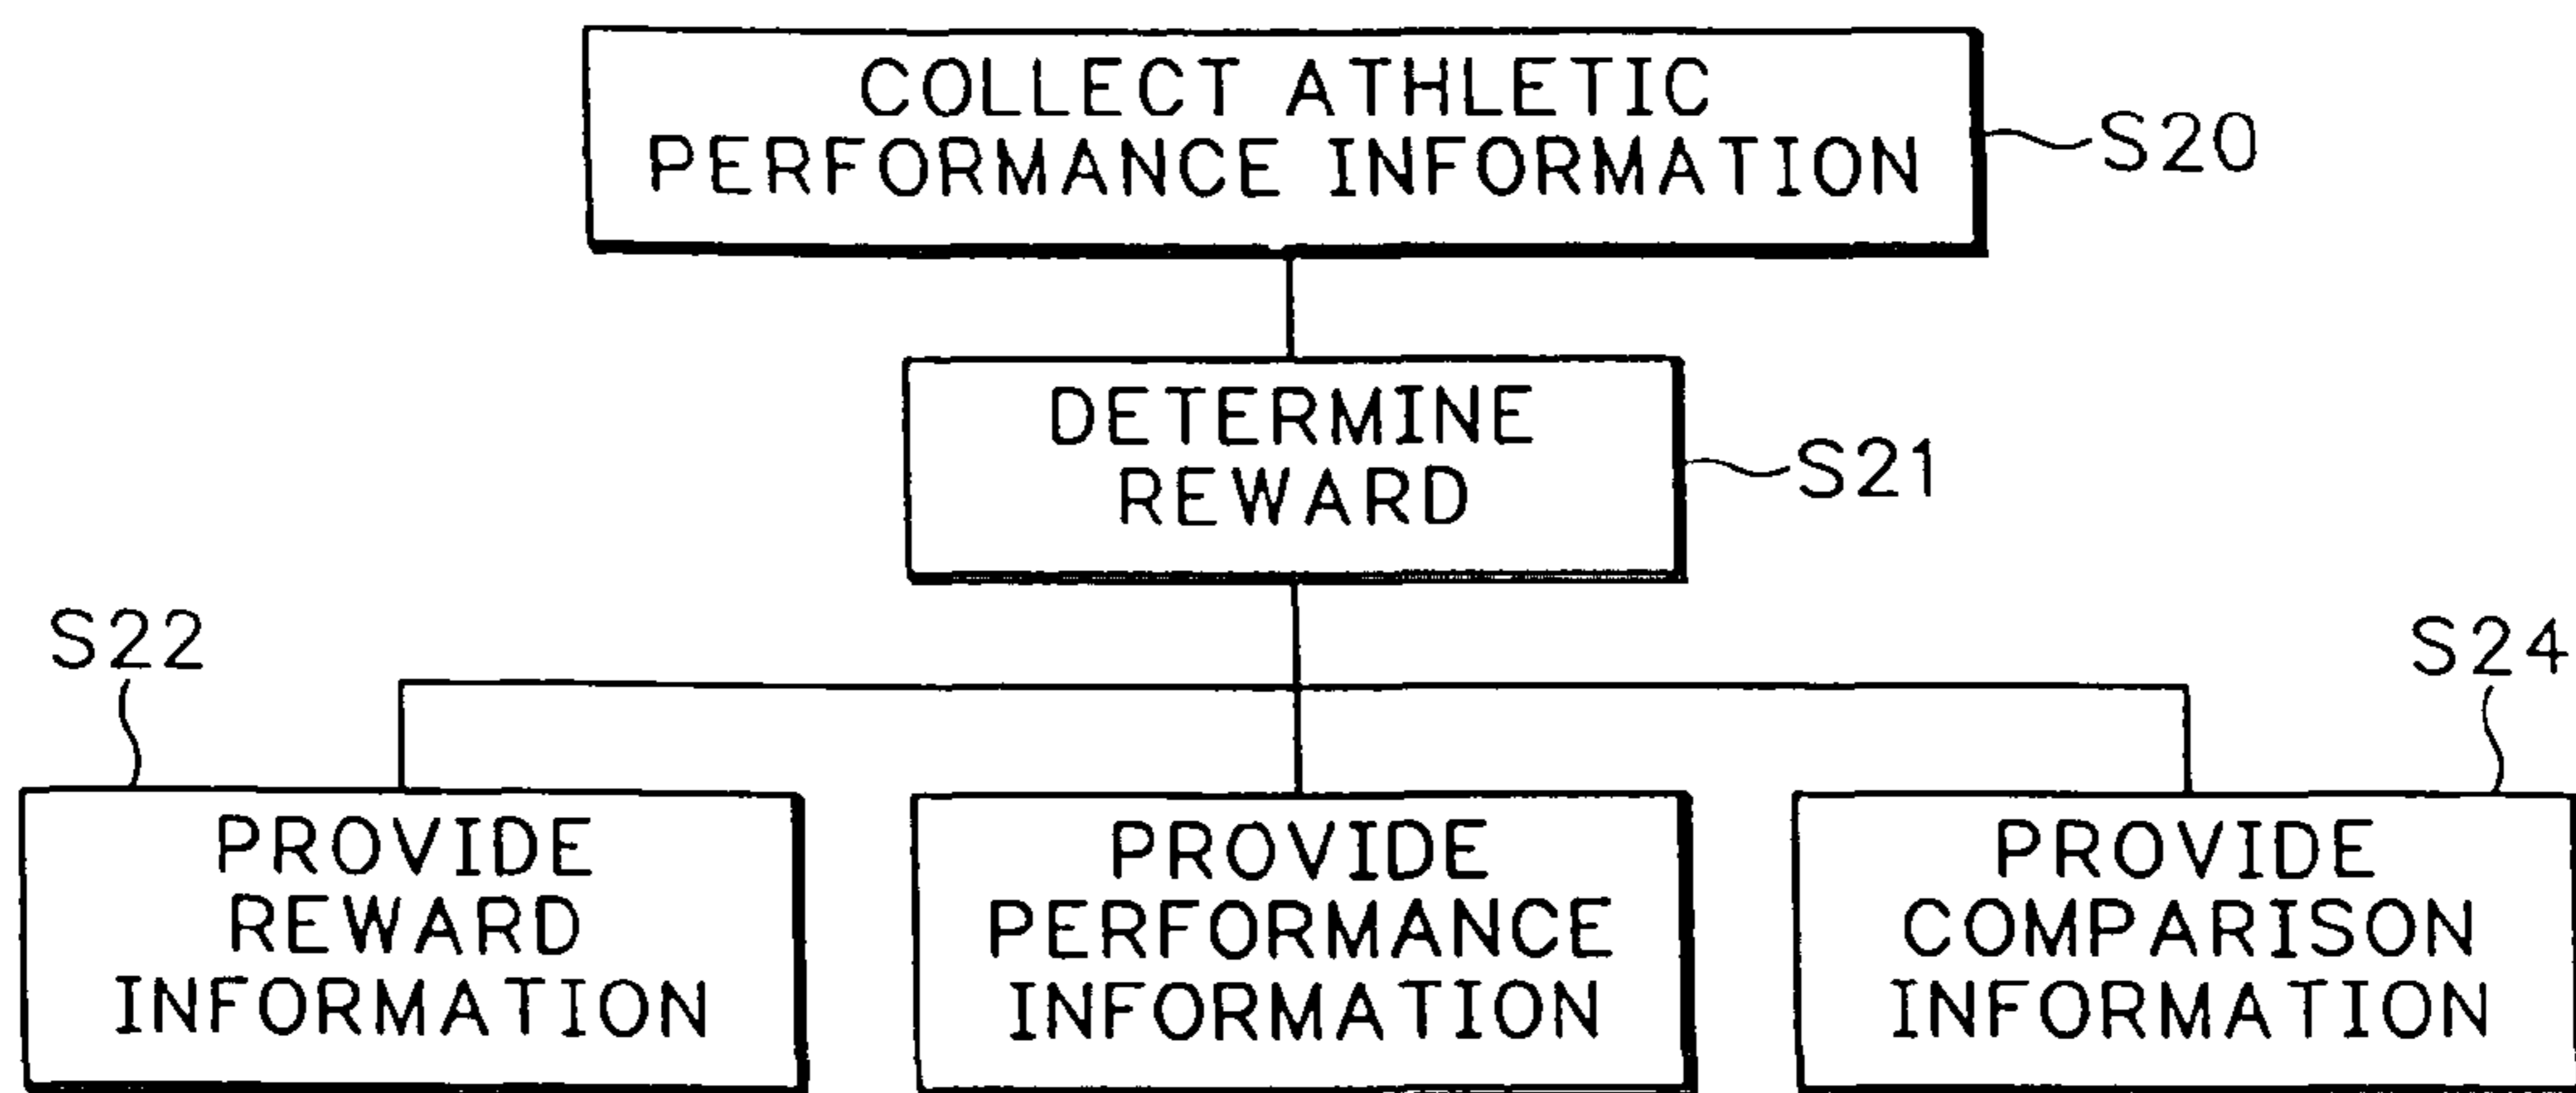 COLLECT ATHLETIC
PERFORMANCE INFORMATION
S20
DETERMINE
REWARD
S21
S22
S24
PROVIDE
REWARD
INFORMATION
PROVIDE
PERFORMANCE
INFORMATION
PROVIDE
COMPARISON
INFORMATION